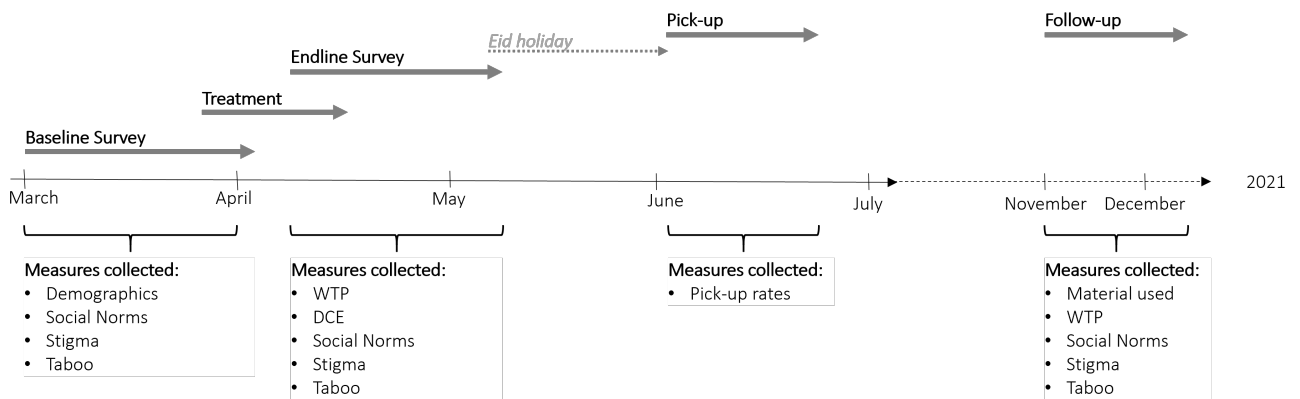 Pick-up
Follow-up
Eid holiday
Endline Survey
Treatment
Baseline Survey
March
April
May
June
July
November
December
2021
Measures collected:
• Demographics
• Social Norms
• Stigma
• Taboo
Measures collected:
• WTP
• DCE
• Social Norms
• Stigma
• Taboo
Measures collected:
• Pick-up rates
Measures collected:
• Material used
• WTP
• Social Norms
• Stigma
• Taboo